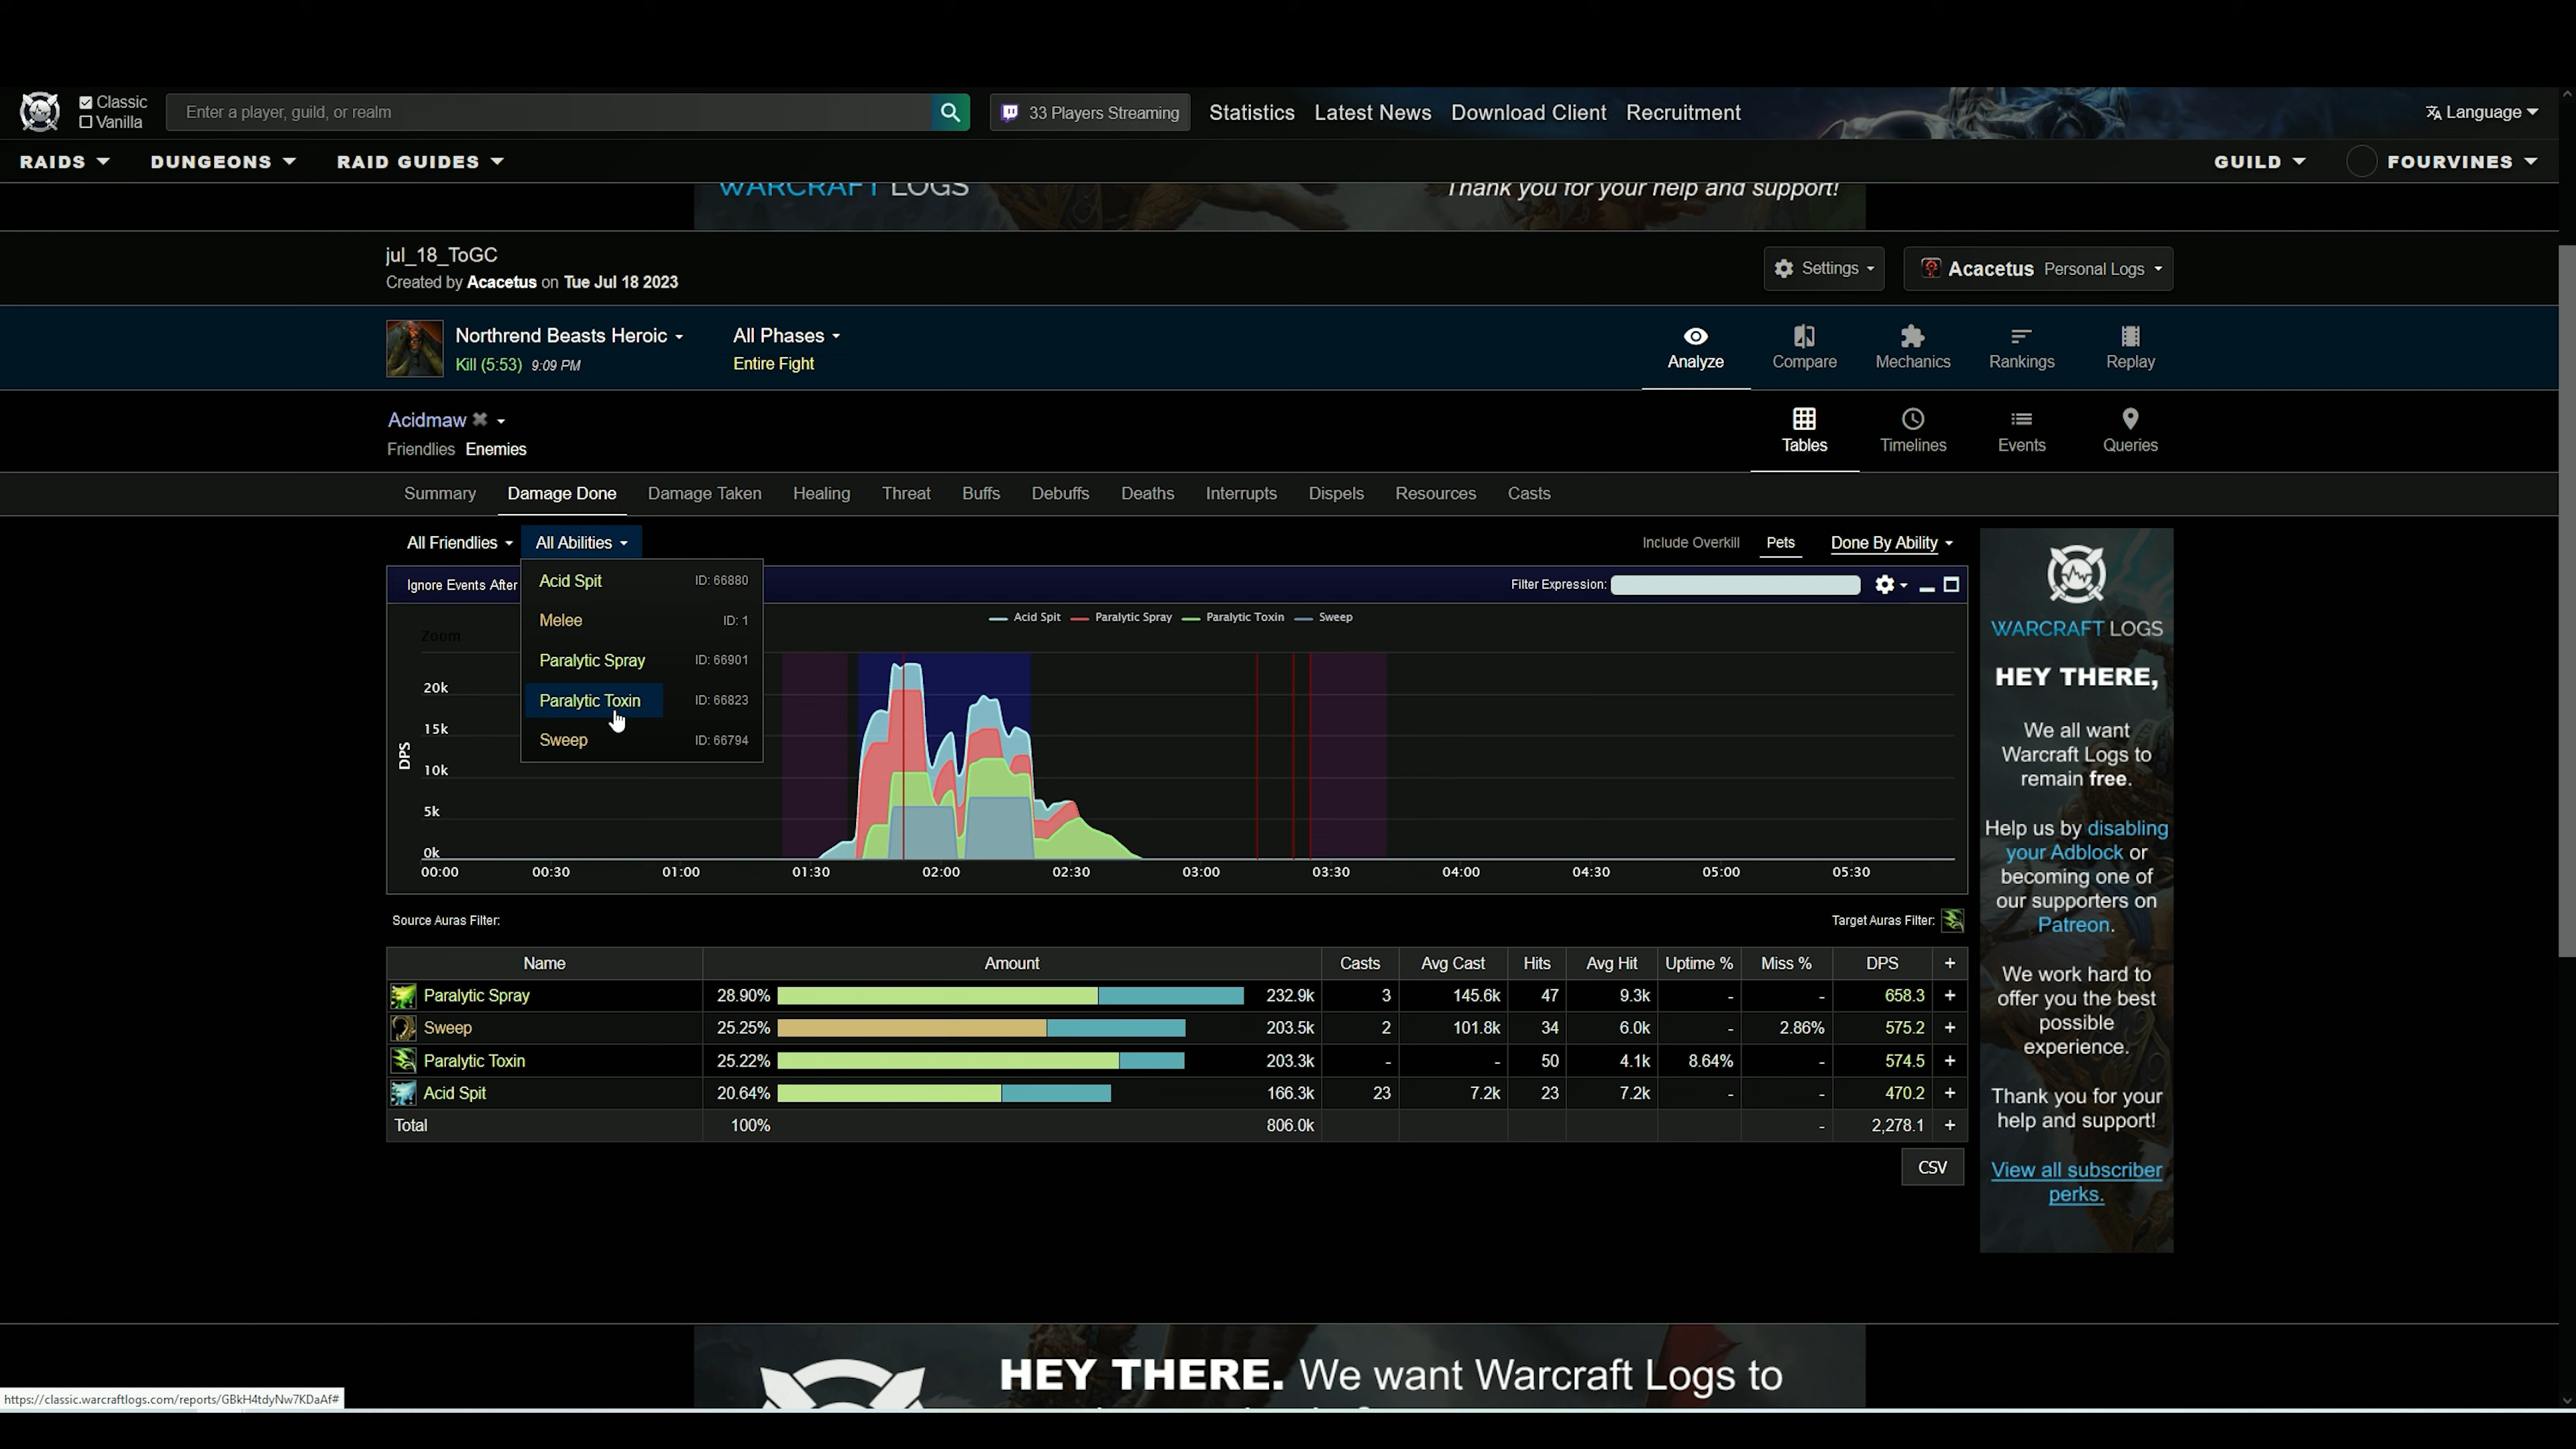 Classic
Vanilla
Enter a player, guild, or realm
33 Players Streaming
Statistics
Latest News
Download Client
Recruitment
Language
RAIDS
DUNGEONS
RAID GUIDES
GUILD
FOURVINES
WARCRAFT LOGS
Thank you for your help and support!
jul_18_ToGC
Created by Acacetus on Tue Jul 18 2023
Settings
Acacetus Personal Logs
Northrend Beasts Heroic
Kill (5:53) 9:09 PM
All Phases
Entire Fight
Analyze
Compare
Mechanics
Rankings
Replay
Acidmaw
Friendlies Enemies
Tables
Timelines
Events
Queries
Summary
Damage Done
Damage Taken
Healing
Threat
Buffs
Debuffs
Deaths
Interrupts
Dispels
Resources
Casts
All Friendlies
All Abilities
Include Overkill
Pets
Done By Ability
Acid Spit ID: 66880
Melee ID: 1
Paralytic Spray ID: 66901
Paralytic Toxin ID: 66823
Sweep ID: 66794
Ignore Events After
Filter Expression:
Acid Spit Paralytic Spray Paralytic Toxin Sweep
Zoom
DPS
20k
15k
10k
5k
0k
00:00 00:30 01:00 01:30 02:00 02:30 03:00 03:30 04:00 04:30 05:00 05:30
Source Auras Filter:
Target Auras Filter:
Name Amount Casts Avg Cast Hits Avg Hit Uptime % Miss % DPS +
Paralytic Spray 28.90% 232.9k 3 145.6k 47 9.3k - - 658.3 +
Sweep 25.25% 203.5k 2 101.8k 34 6.0k - 2.86% 575.2 +
Paralytic Toxin 25.22% 203.3k - - 50 4.1k 8.64% - 574.5 +
Acid Spit 20.64% 166.3k 23 7.2k 23 7.2k - - 470.2 +
Total 100% 806.0k - 2,278.1 +
CSV
WARCRAFT LOGS
HEY THERE,
We all want
Warcraft Logs to
remain free.
Help us by disabling
your Adblock or
becoming one of
our supporters on
Patreon.
We work hard to
offer you the best
possible
experience.
Thank you for your
help and support!
View all subscriber
perks.
HEY THERE. We want Warcraft Logs to
https://classic.warcraftlogs.com/reports/GBkH4tdyNw7KDaAf#